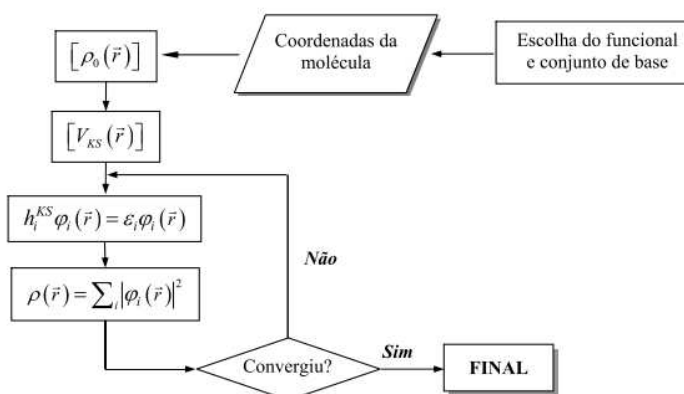 Escolha do funcional
e conjunto de base
Coordenadas da
molécula
[ρ₀(r⃗)]
[V_KS(r⃗)]
h_i^KS φ_i(r⃗) = ε_i φ_i(r⃗)
ρ(r⃗) = ∑_i |φ_i(r⃗)|²
Não
Convergiu?
Sim
FINAL